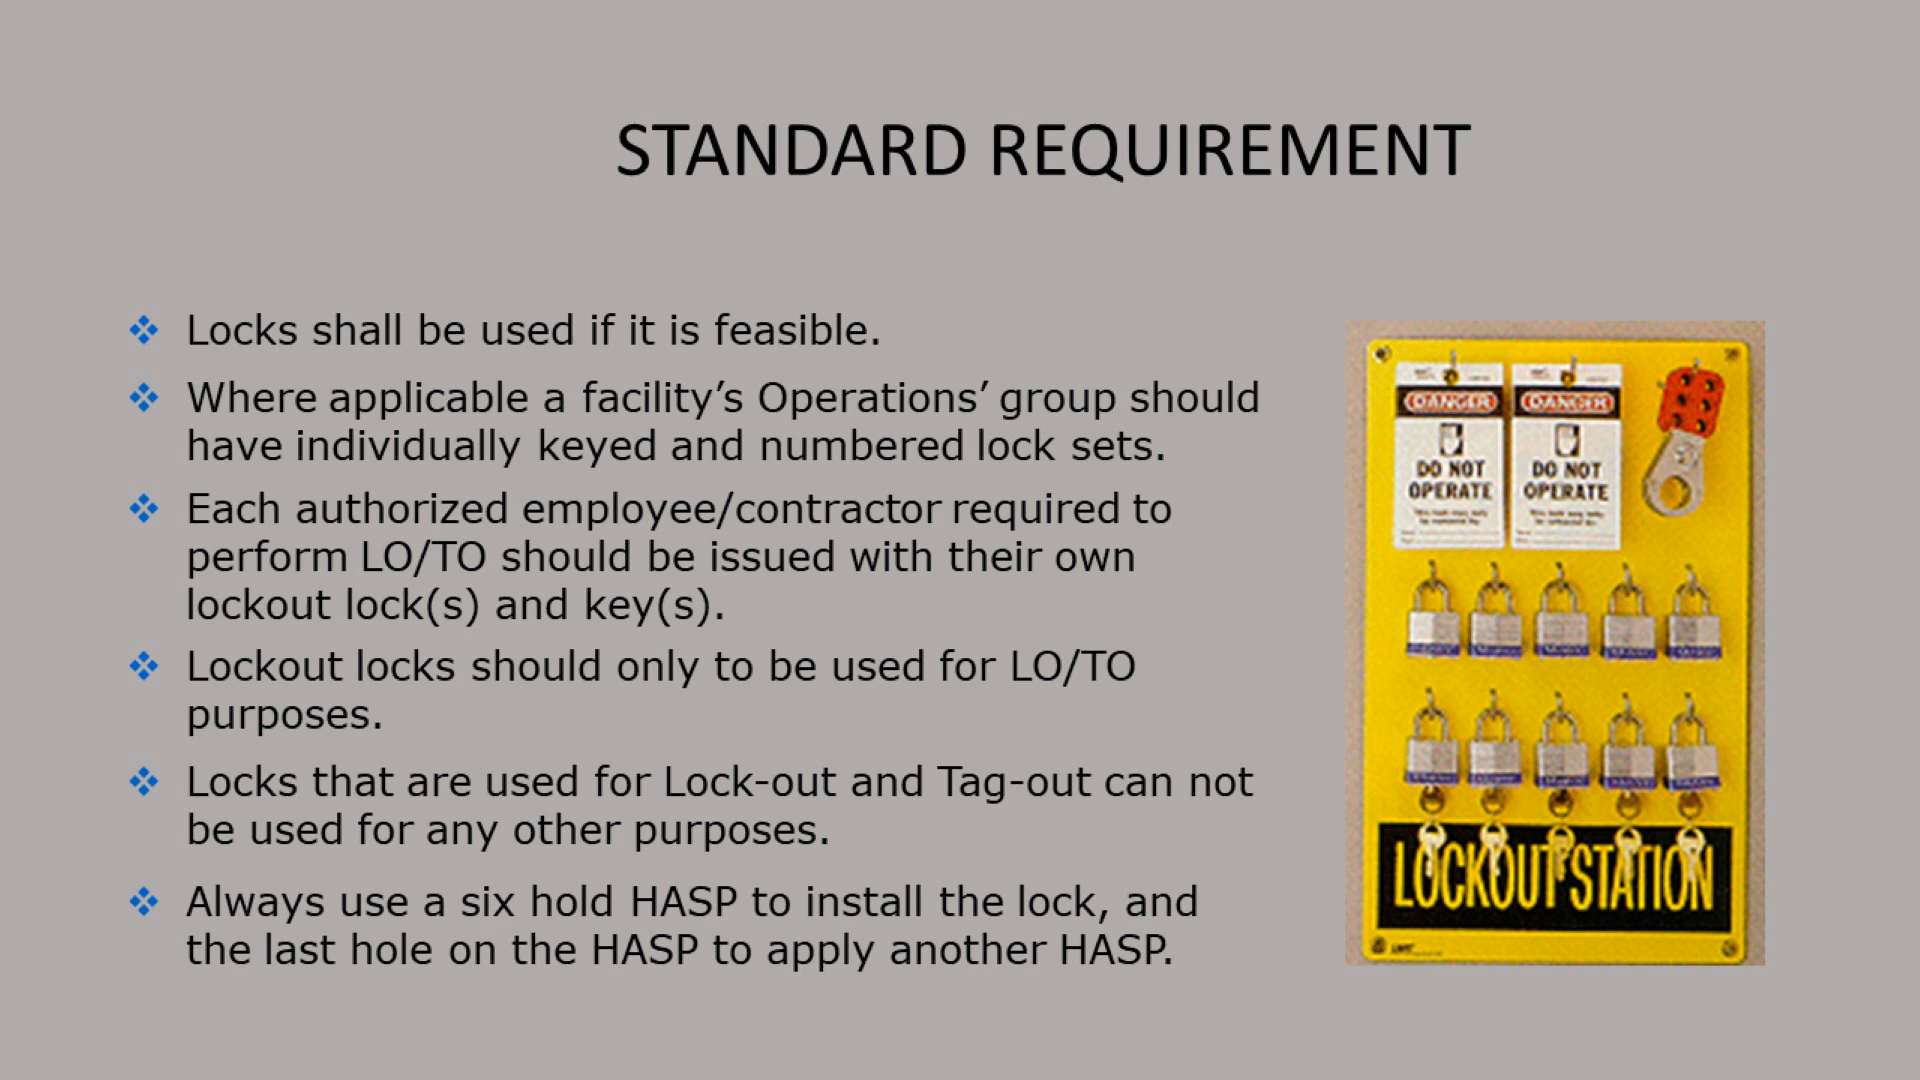 STANDARD REQUIREMENT
Locks shall be used if it is feasible.
Where applicable a facility’s Operations’ group should
have individually keyed and numbered lock sets.
Each authorized employee/contractor required to
perform LO/TO should be issued with their own
lockout lock(s) and key(s).
Lockout locks should only to be used for LO/TO
purposes.
Locks that are used for Lock-out and Tag-out can not
be used for any other purposes.
Always use a six hold HASP to install the lock, and
the last hole on the HASP to apply another HASP.
DANGER DANGER
DO NOT DO NOT
OPERATE OPERATE
LOCKOUT STATION